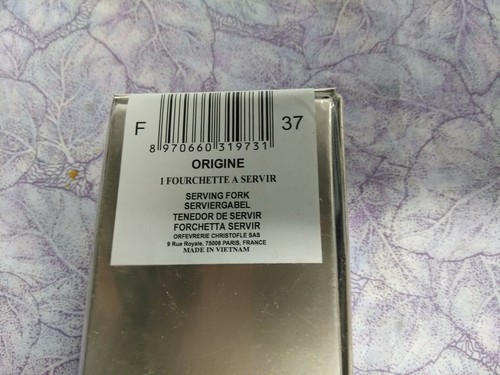 F 37
8 970660 319731
ORIGINE
1 FOURCHETTE A SERVIR
SERVING FORK
SERVIERGABEL
TENEDOR DE SERVIR
FORCHETTA SERVIR
ORFEVRERIE CHRISTOFLE SAS
9 Rue Royale, 75008 PARIS, FRANCE
MADE IN VIETNAM